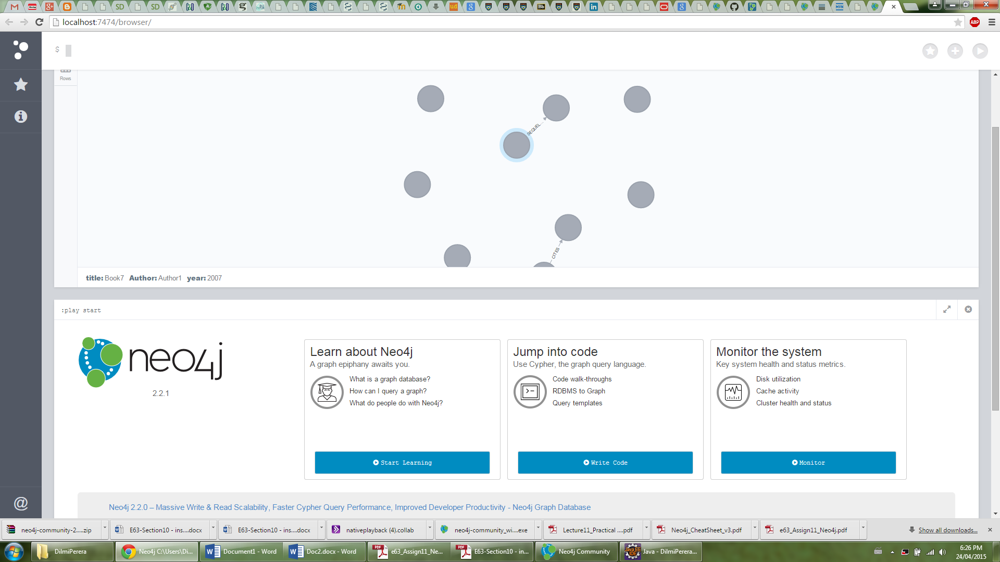 SD
SD
ud
Bb
in
MVN
localhost:7474/browser/
ABP
$
Rows
SEQUEL...
CITES
title: Book7 Author: Author1 year: 2007
:play start
neo4j
2.2.1
Learn about Neo4j
A graph epiphany awaits you.
What is a graph database?
How can I query a graph?
What do people do with Neo4j?
Start Learning
Jump into code
Use Cypher, the graph query language.
Code walk-throughs
RDBMS to Graph
Query templates
Write Code
Monitor the system
Key system health and status metrics.
Disk utilization
Cache activity
Cluster health and status
Monitor
@
Neo4j 2.2.0 – Massive Write & Read Scalability, Faster Cypher Query Performance, Improved Developer Productivity - Neo4j Graph Database
neo4j-community-2.....zip
E63-Section10 - ins....docx
E63-Section10 - ins....docx
nativeplayback (4).collab
neo4j-community_wi....exe
Lecture11_Practical ....pdf
Neo4j_CheatSheet_v3.pdf
e63_Assign11_Neo4j.pdf
Show all downloads...
DilmiPerera
Neo4j C:\Users\Di...
Document1 - Word
Doc2.docx - Word
e63_Assign11_Ne...
E63-Section10 - in...
Neo4j Community
Java - DilmiPerera...
6:26 PM
24/04/2015